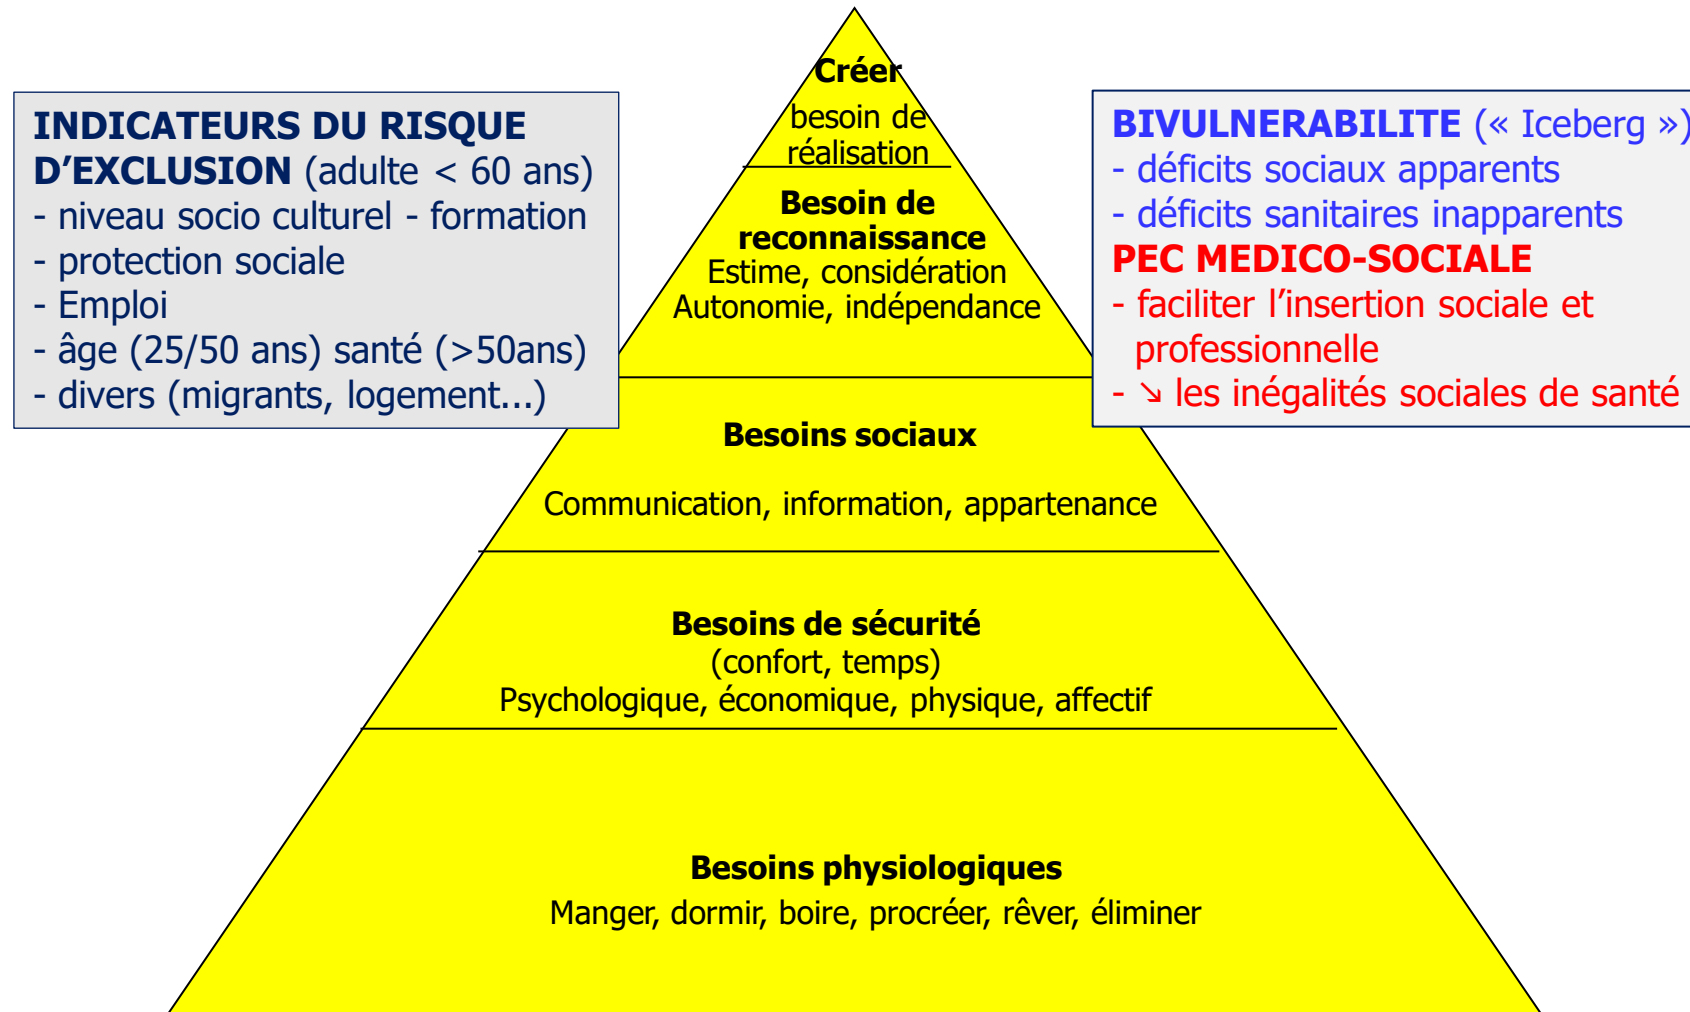 INDICATEURS DU RISQUE
D’EXCLUSION (adulte < 60 ans)
- niveau socio culturel - formation
- protection sociale
- Emploi
- âge (25/50 ans) santé (>50ans)
- divers (migrants, logement...)
Créer
besoin de
réalisation
Besoin de
reconnaissance
Estime, considération
Autonomie, indépendance
Besoins sociaux
Communication, information, appartenance
Besoins de sécurité
(confort, temps)
Psychologique, économique, physique, affectif
Besoins physiologiques
Manger, dormir, boire, procréer, rêver, éliminer
BIVULNERABILITE (« Iceberg »)
- déficits sociaux apparents
- déficits sanitaires inapparents
PEC MEDICO-SOCIALE
- faciliter l’insertion sociale et
professionnelle
- ↘ les inégalités sociales de santé